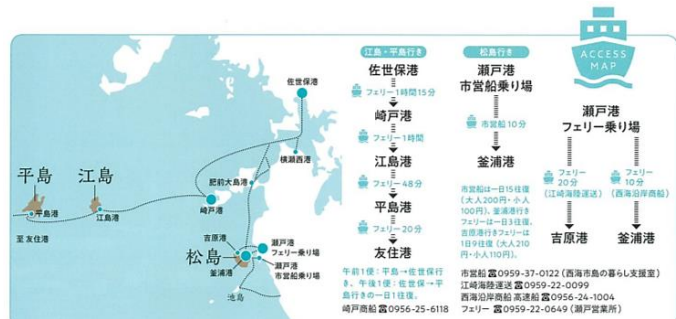 ACCESS
MAP
佐世保港
横瀬西港
肥前大島港
崎戸港
平島
江島
平島港
江島港
至 友住港
吉原港
松島
釜浦港
瀬戸港
フェリー乗り場
瀬戸港
市営船乗り場
池島
江島・平島行き
佐世保港
フェリー1時間15分
崎戸港
フェリー1時間
江島港
フェリー48分
平島港
フェリー20分
友住港
午前1便：平島→佐世保行
き、午後1便：佐世保→平
島行きの一日1往復。
崎戸商船 ☎0956-25-6118
松島行き
瀬戸港
市営船乗り場
市営船10分
釜浦港
市営船は一日15往復
（大人200円・小人
100円）。釜浦港行き
フェリーは一日3往復、
吉原港行きフェリーは
1日9往復（大人210
円・小人110円）。
瀬戸港
フェリー乗り場
フェリー
20分
（江崎海陸運送）
吉原港
フェリー
10分
（西海沿岸商船）
釜浦港
市営船 ☎0959-37-0122（西海市島の暮らし支援室）
江崎海陸運送 ☎0959-22-0099
西海沿岸商船 高速船 ☎0956-24-1004
フェリー ☎0959-22-0649（瀬戸営業所）